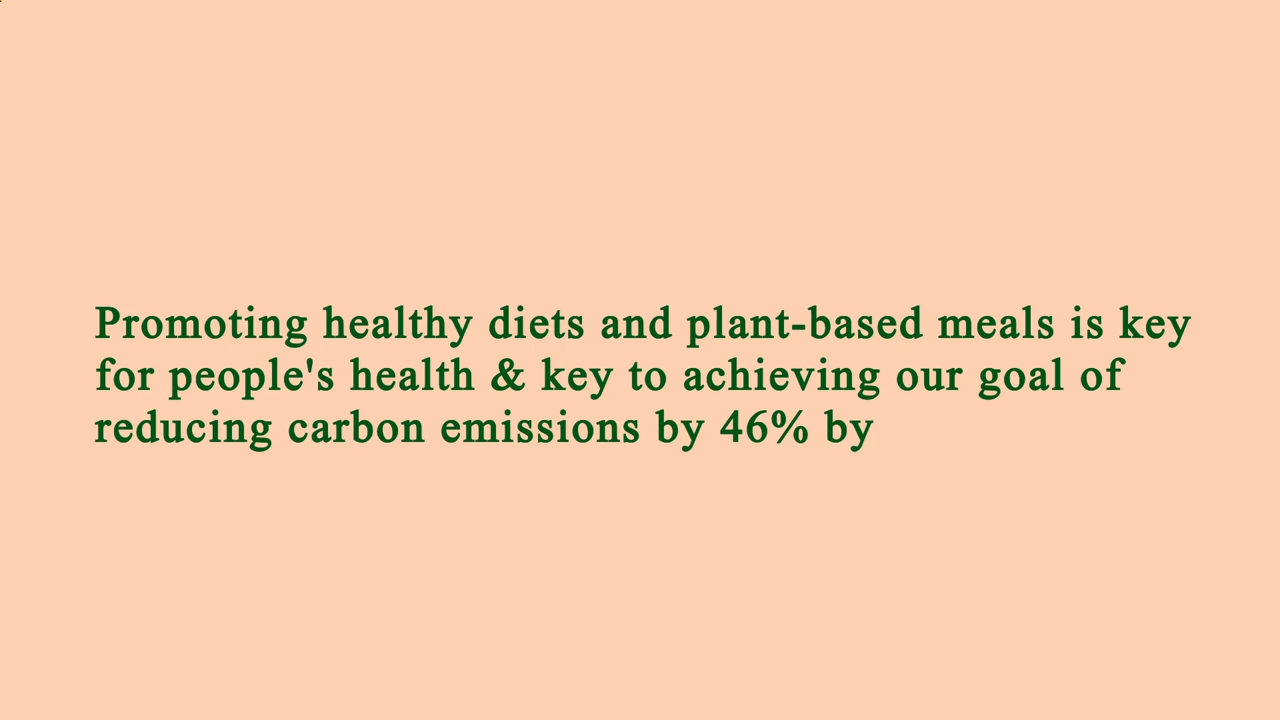 Promoting healthy diets and plant-based meals is key
for people's health & key to achieving our goal of
reducing carbon emissions by 46% by